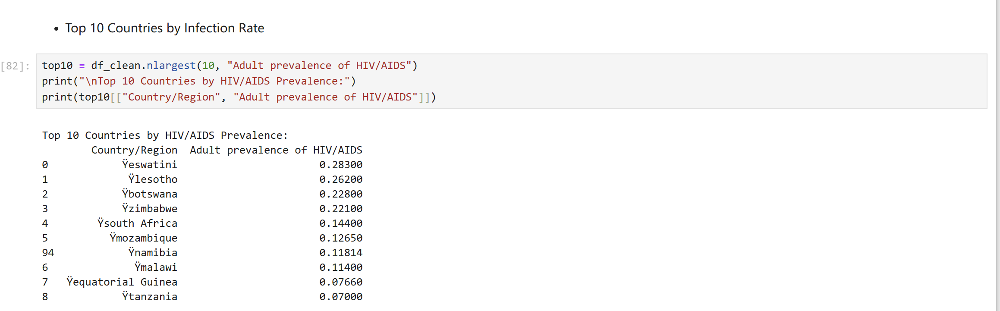 • Top 10 Countries by Infection Rate
[82]: top10 = df_clean.nlargest(10, "Adult prevalence of HIV/AIDS")
print("\nTop 10 Countries by HIV/AIDS Prevalence:")
print(top10[["Country/Region", "Adult prevalence of HIV/AIDS"]])
Top 10 Countries by HIV/AIDS Prevalence:
Country/Region Adult prevalence of HIV/AIDS
0 Ÿeswatini 0.28300
1 Ÿlesotho 0.26200
2 Ÿbotswana 0.22800
3 Ÿzimbabwe 0.22100
4 Ÿsouth Africa 0.14400
5 Ÿmozambique 0.12650
94 Ÿnamibia 0.11814
6 Ÿmalawi 0.11400
7 Ÿequatorial Guinea 0.07660
8 Ÿtanzania 0.07000